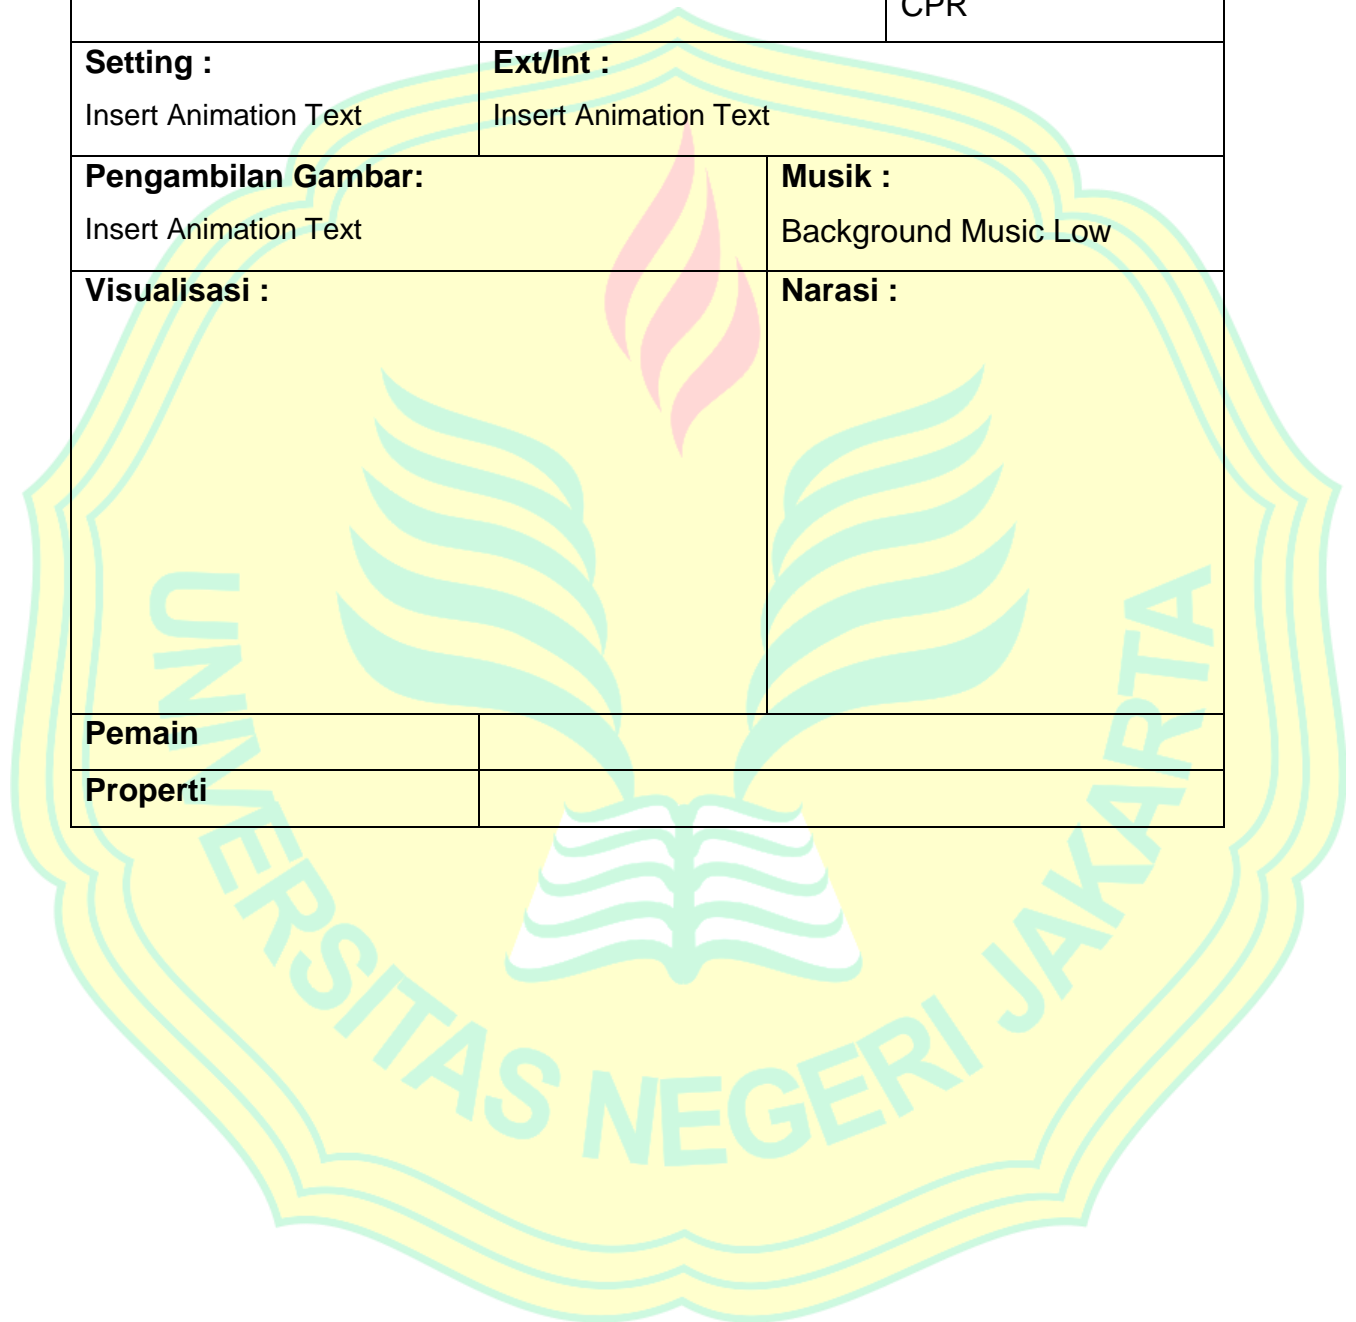 CPR
Setting :
Ext/Int :
Insert Animation Text
Insert Animation Text
Pengambilan Gambar:
Musik :
Insert Animation Text
Background Music Low
Visualisasi :
Narasi :
Pemain
Properti
UNIVERSITAS NEGERI JAKARTA